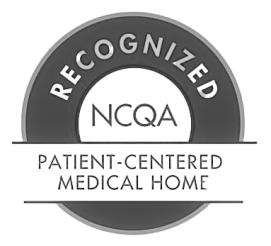 RECOGNIZED
NCQA
PATIENT-CENTERED
MEDICAL HOME